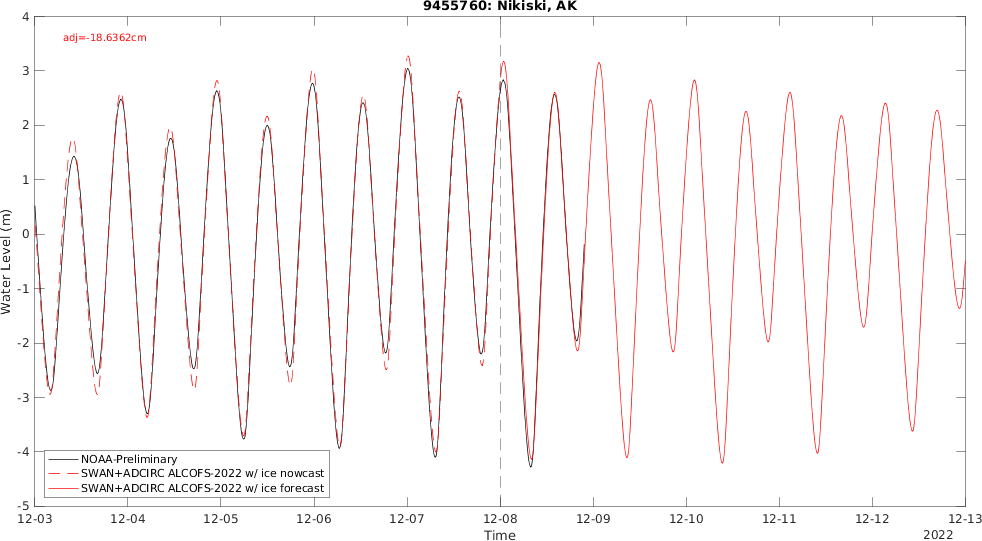 9455760: Nikiski, AK
adj=-18.6362cm
4
3
2
1
0
-1
-2
-3
-4
-5
Water Level (m)
NOAA-Preliminary
SWAN+ADCIRC ALCOFS-2022 w/ ice nowcast
SWAN+ADCIRC ALCOFS-2022 w/ ice forecast
12-03 12-04 12-05 12-06 12-07 12-08 12-09 12-10 12-11 12-12 12-13
Time
2022